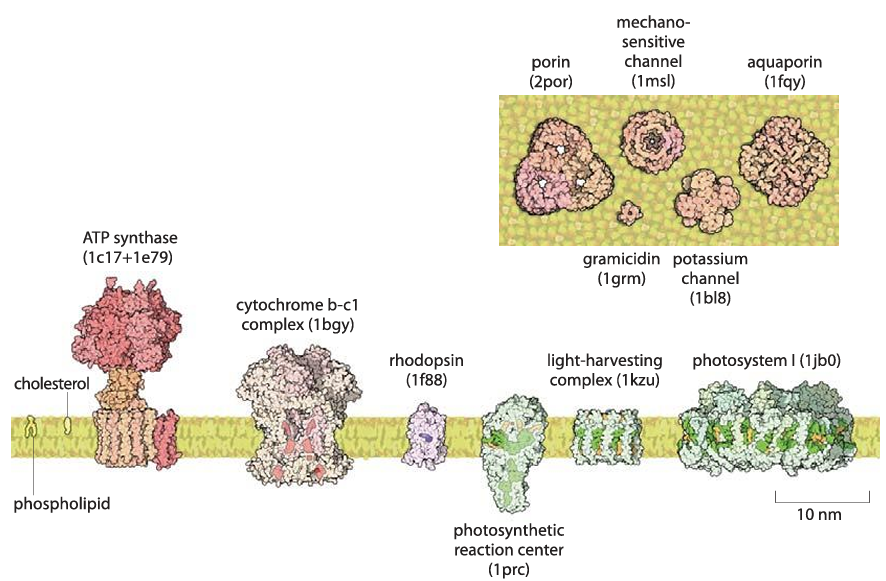 mechano-
sensitive
channel
(1msl)
porin
(2por)
aquaporin
(1fqy)
gramicidin
(1grm)
potassium
channel
(1bl8)
ATP synthase
(1c17+1e79)
cytochrome b-c1
complex (1bgy)
rhodopsin
(1f88)
light-harvesting
complex (1kzu)
photosystem I (1jb0)
cholesterol
phospholipid
photosynthetic
reaction center
(1prc)
10 nm